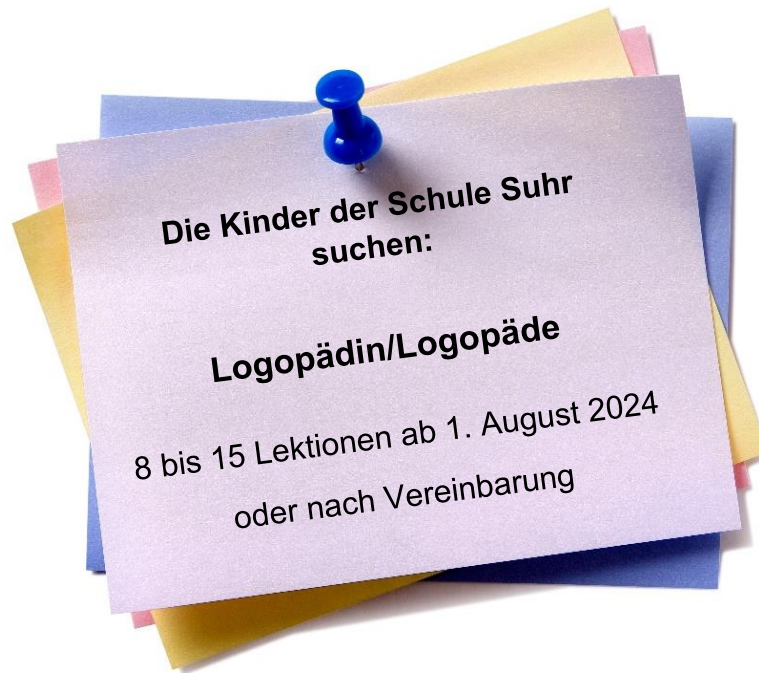 Die Kinder der Schule Suhr
suchen:
Logopädin/Logopäde
8 bis 15 Lektionen ab 1. August 2024
oder nach Vereinbarung